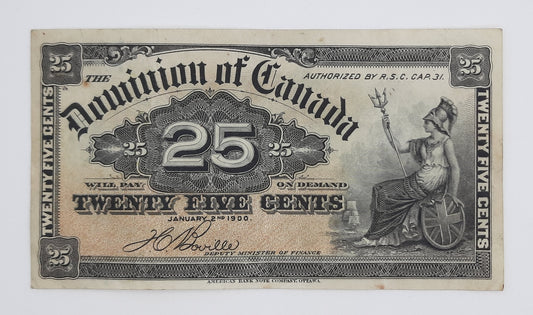 25
25
THE
Dominion of Canada
AUTHORIZED BY R.S.C. CAP. 31.
TWENTY FIVE CENTS
25
25
25
TWENTY FIVE CENTS
WILL PAY ON DEMAND
TWENTY FIVE CENTS
JANUARY 2ND 1900.
J C Boville
DEPUTY MINISTER OF FINANCE
25
25
AMERICAN BANK NOTE COMPANY, OTTAWA.